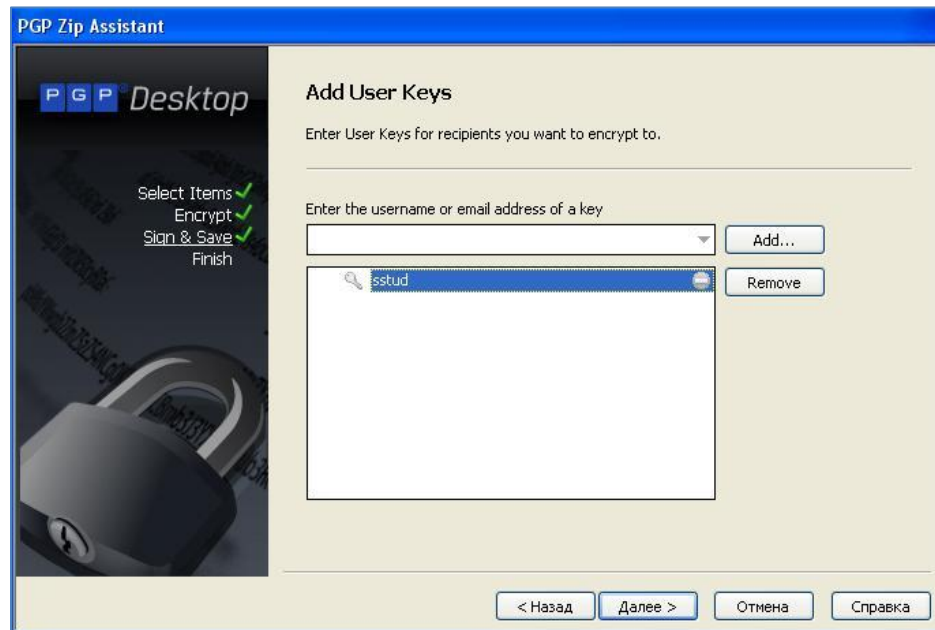 PGP Zip Assistant
PGP® Desktop
Select Items
Encrypt
Sign & Save
Finish
Add User Keys
Enter User Keys for recipients you want to encrypt to.
Enter the username or email address of a key
Add...
sstud
Remove
< Назад
Далее >
Отмена
Справка